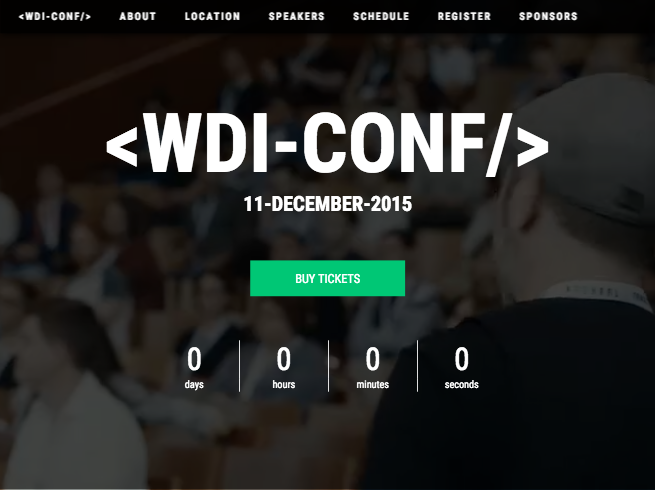 <WDI-CONF/> ABOUT LOCATION SPEAKERS SCHEDULE REGISTER SPONSORS
<WDI-CONF/>
11-DECEMBER-2015
BUY TICKETS
0 0 0 0
days hours minutes seconds